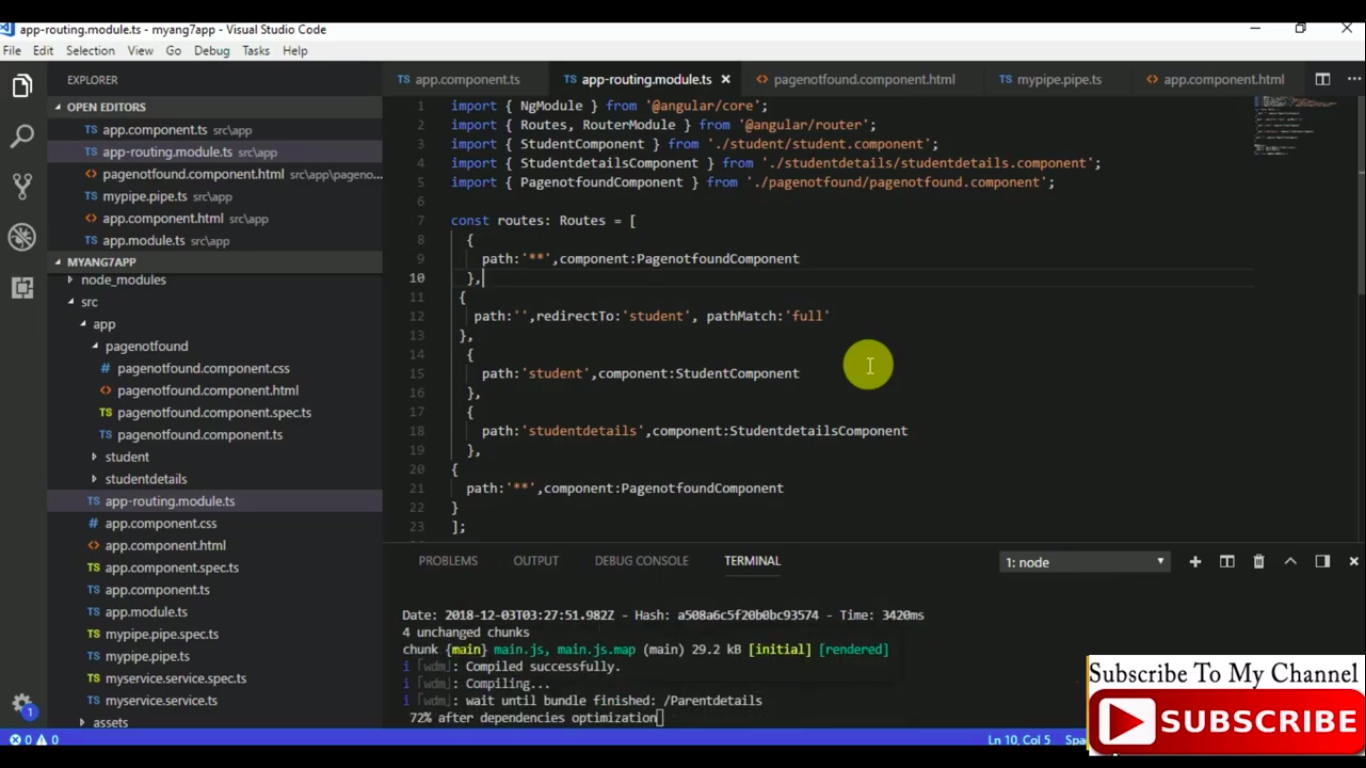 app-routing.module.ts - myang7app - Visual Studio Code
File Edit Selection View Go Debug Tasks Help
EXPLORER
OPEN EDITORS
TS app.component.ts src\app
TS app-routing.module.ts src\app
<> pagenotfound.component.html src\app\pageno...
TS mypipe.pipe.ts src\app
<> app.component.html src\app
TS app.module.ts src\app
MYANG7APP
node_modules
src
app
pagenotfound
# pagenotfound.component.css
<> pagenotfound.component.html
TS pagenotfound.component.spec.ts
TS pagenotfound.component.ts
student
studentdetails
TS app-routing.module.ts
# app.component.css
<> app.component.html
TS app.component.spec.ts
TS app.component.ts
TS app.module.ts
TS mypipe.pipe.spec.ts
TS mypipe.pipe.ts
TS myservice.service.spec.ts
TS myservice.service.ts
assets
1
TS app.component.ts TS app-routing.module.ts × <> pagenotfound.component.html TS mypipe.pipe.ts <> app.component.html ...
1 import { NgModule } from '@angular/core';
2 import { Routes, RouterModule } from '@angular/router';
3 import { StudentComponent } from './student/student.component';
4 import { StudentdetailsComponent } from './studentdetails/studentdetails.component';
5 import { PagenotfoundComponent } from './pagenotfound/pagenotfound.component';
6
7 const routes: Routes = [
8 {
9 path:'**',component:PagenotfoundComponent
10 },
11 {
12 path:'',redirectTo:'student', pathMatch:'full'
13 },
14 {
15 path:'student',component:StudentComponent
16 },
17 {
18 path:'studentdetails',component:StudentdetailsComponent
19 },
20 {
21 path:'**',component:PagenotfoundComponent
22 }
23 ];
PROBLEMS OUTPUT DEBUG CONSOLE TERMINAL 1: node
Date: 2018-12-03T03:27:51.982Z - Hash: a508a6c5f20b0bc93574 - Time: 3420ms
4 unchanged chunks
chunk {main} main.js, main.js.map (main) 29.2 kB [initial] [rendered]
i ｢wdm｣: Compiled successfully.
i ｢wdm｣: Compiling...
i ｢wdm｣: wait until bundle finished: /Parentdetails
72% after dependencies optimization
0 0 Ln 10, Col 5 Spa
Subscribe To My Channel
SUBSCRIBE